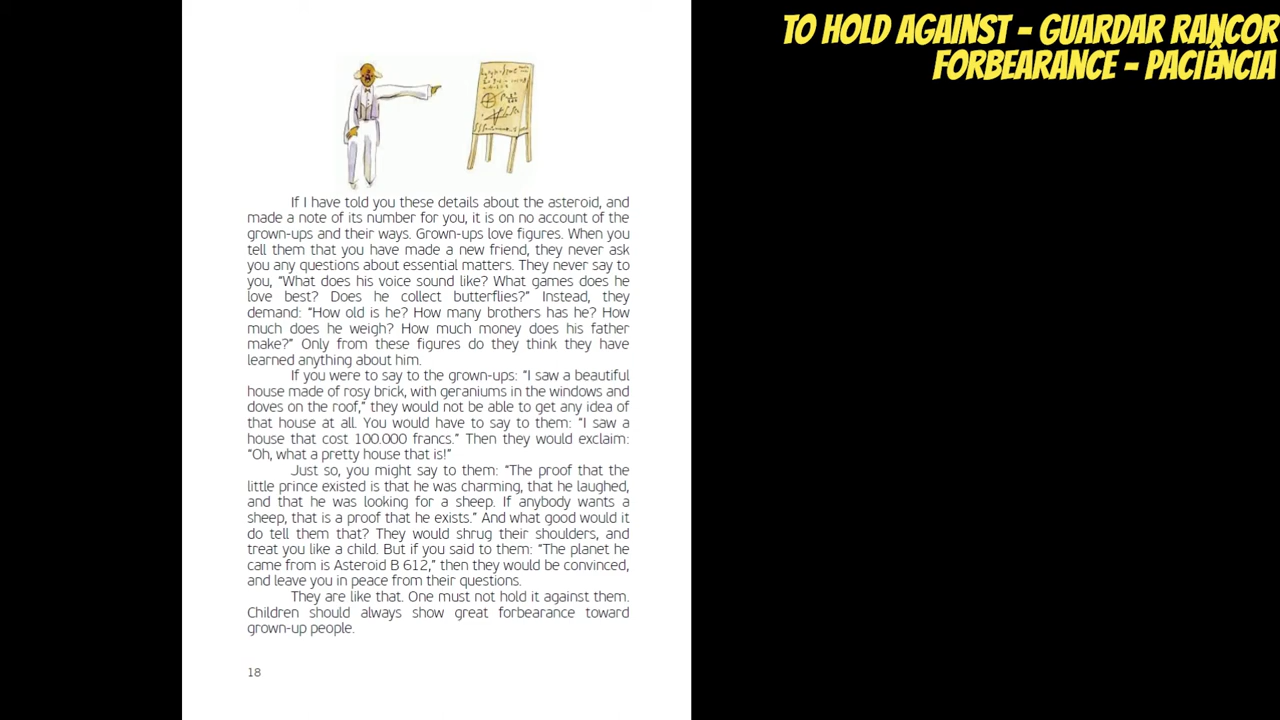 TO HOLD AGAINST - GUARDAR RANCOR
FORBEARANCE - PACIÊNCIA
If I have told you these details about the asteroid, and
made a note of its number for you, it is on no account of the
grown-ups and their ways. Grown-ups love figures. When you
tell them that you have made a new friend, they never ask
you any questions about essential matters. They never say to
you, “What does his voice sound like? What games does he
love best? Does he collect butterflies?” Instead, they
demand: “How old is he? How many brothers has he? How
much does he weigh? How much money does his father
make?” Only from these figures do they think they have
learned anything about him.
If you were to say to the grown-ups: “I saw a beautiful
house made of rosy brick, with geraniums in the windows and
doves on the roof,” they would not be able to get any idea of
that house at all. You would have to say to them: “I saw a
house that cost 100.000 francs.” Then they would exclaim:
“Oh, what a pretty house that is!”
Just so, you might say to them: “The proof that the
little prince existed is that he was charming, that he laughed,
and that he was looking for a sheep. If anybody wants a
sheep, that is a proof that he exists.” And what good would it
do tell them that? They would shrug their shoulders, and
treat you like a child. But if you said to them: “The planet he
came from is Asteroid B 612,” then they would be convinced,
and leave you in peace from their questions.
They are like that. One must not hold it against them.
Children should always show great forbearance toward
grown-up people.
18